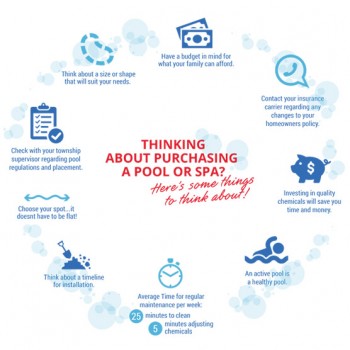 THINKING
ABOUT PURCHASING
A POOL OR SPA?
Here's some things
to think about!
Have a budget in mind for
what your family can afford.
Contact your insurance
carrier regarding any
changes to your
homeowners policy.
Investing in quality
chemicals will save you
time and money.
An active pool is
a healthy pool.
Average Time for regular
maintenance per week:
25 minutes to clean
5 minutes adjusting
chemicals
Think about a timeline
for installation.
Choose your spot...it
doesnt have to be flat!
Check with your township
supervisor regarding pool
regulations and placement.
Think about a size or shape
that will suit your needs.